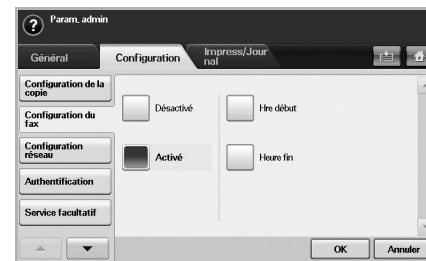 ? Param. admin
Général
Configuration
Impress/Jour
nal
Configuration de la
copie
Configuration du
fax
Configuration
réseau
Authentification
Service facultatif
Désactivé
Activé
Hre début
Heure fin
OK
Annuler